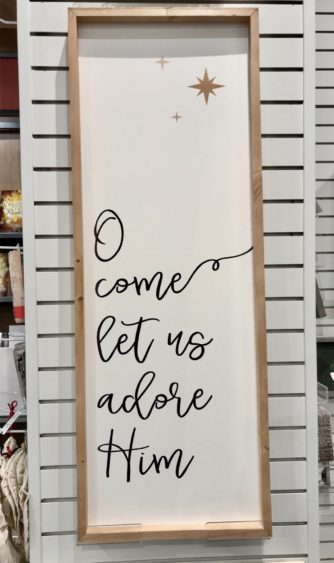 O
come
let us
adore
Him